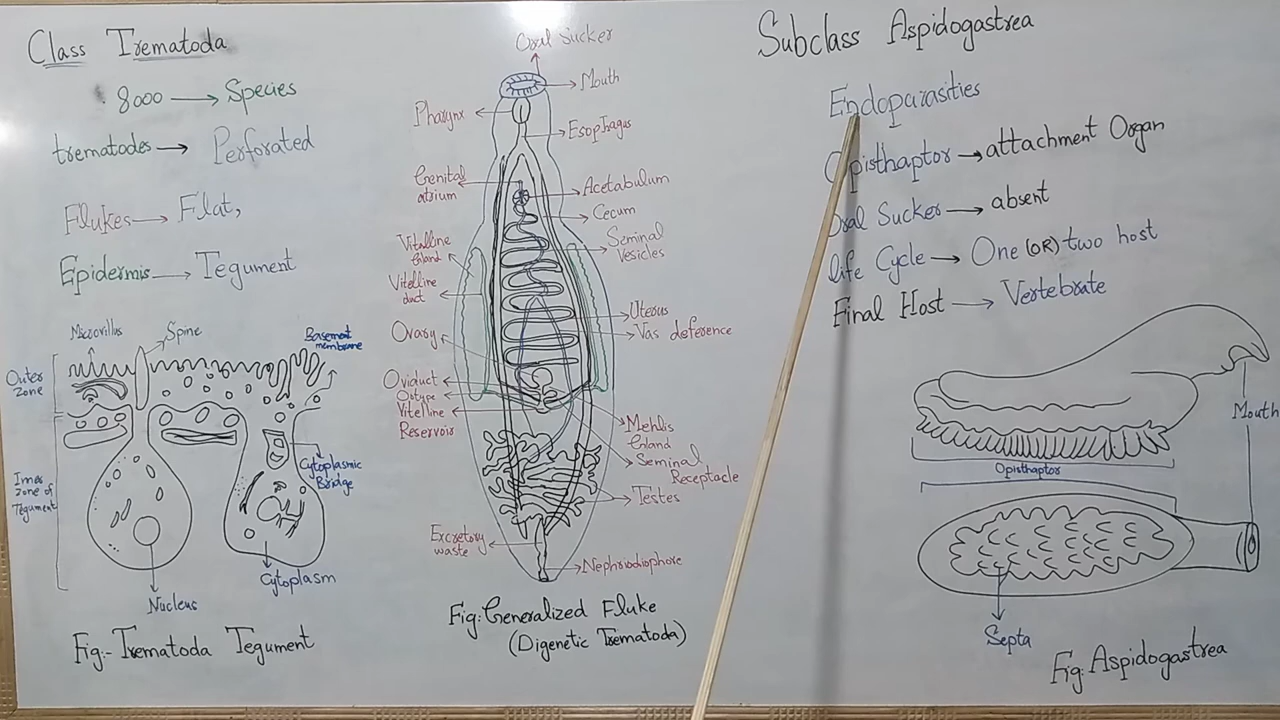 Class Trematoda
8000 → Species
trematodes → Perforated
Flukes → Flat,
Epidermis → Tegument
Microvillus
Spine
Basement membrane
Outer zone
Inner zone of Tegument
Cytoplasmic Bridge
Cytoplasm
Nucleus
Fig:- Trematoda Tegument
Oral Sucker
Mouth
Pharynx
Esophagus
Genital atrium
Acetabulum
Cecum
Vitalline Gland
Seminal Vesicles
Vitelline duct
Uterus
Ovary
Vas deference
Oviduct
Ootype
Vitelline
Reservoir
Mehlis Gland
Seminal Receptacle
Testes
Excretory waste
Nephriodiophore
Fig: Generalized Fluke
(Digenetic Trematoda)
Subclass Aspidogastrea
Endoparasities
Opisthaptor → attachment Organ
Oral Sucker → absent
life Cycle → One (OR) two host
Final Host → Vertebrate
Mouth
Opisthaptor
Septa
Fig: Aspidogastrea